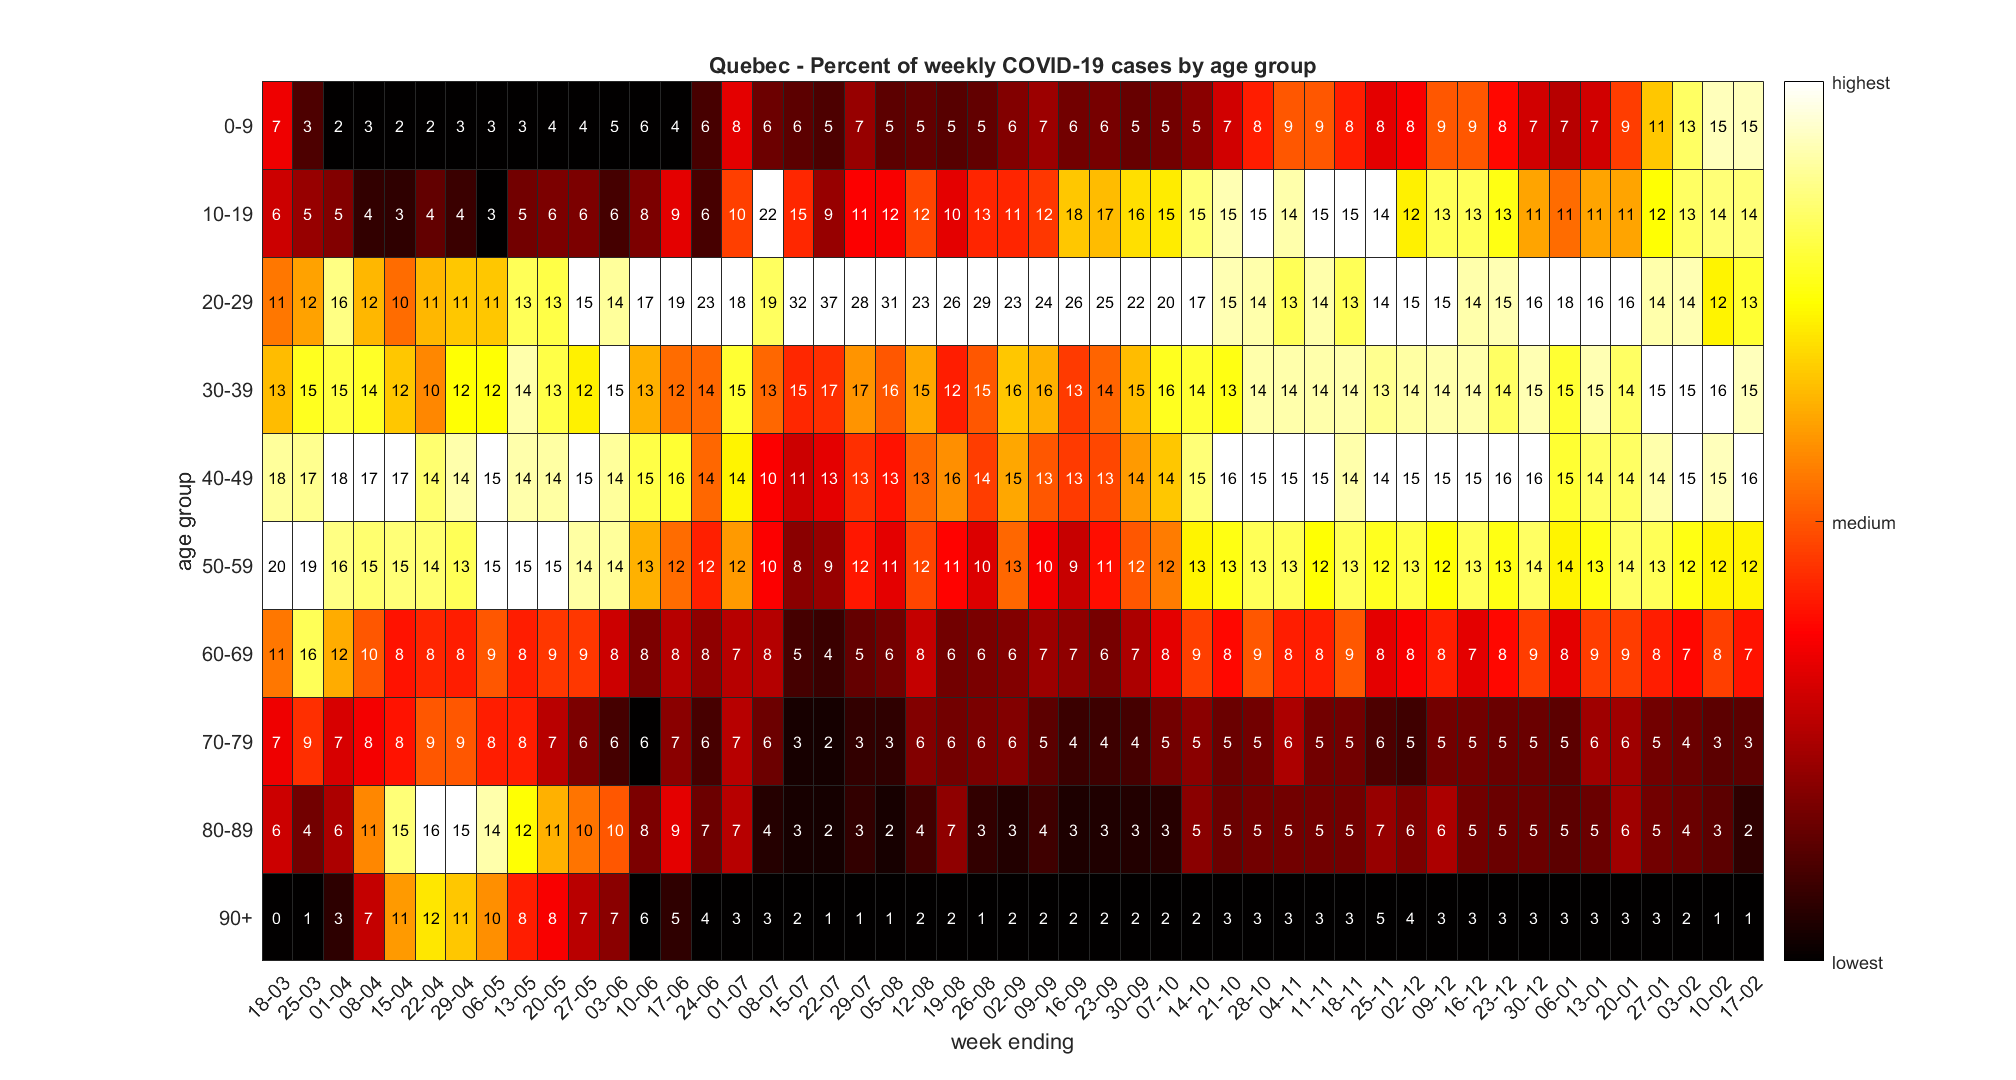 Quebec - Percent of weekly COVID-19 cases by age group
highest
0-9 7 3 2 3 2 2 3 3 3 4 4 5 6 4 6 8 6 6 5 7 5 5 5 5 6 7 6 6 5 5 5 7 8 9 9 8 8 8 9 9 8 7 7 7 9 11 13 15 15
10-19 6 5 5 4 3 4 4 3 5 6 6 6 8 9 6 10 22 15 9 11 12 12 10 13 11 12 18 17 16 15 15 15 15 14 15 15 14 12 13 13 13 11 11 11 11 12 13 14 14
20-29 11 12 16 12 10 11 11 11 13 13 15 14 17 19 23 18 19 32 37 28 31 23 26 29 23 24 26 25 22 20 17 15 14 13 14 13 14 15 15 14 15 16 18 16 16 14 14 12 13
30-39 13 15 15 14 12 10 12 12 14 13 12 15 13 12 14 15 13 15 17 17 16 15 12 15 16 16 13 14 15 16 14 13 14 14 14 14 13 14 14 14 14 15 15 15 14 15 15 16 15
40-49 18 17 18 17 17 14 14 15 14 14 15 14 15 16 14 14 10 11 13 13 13 13 16 14 15 13 13 13 14 14 15 16 15 15 15 14 14 15 15 15 16 16 15 14 14 14 15 15 16
age group
50-59 20 19 16 15 15 14 13 15 15 15 14 14 13 12 12 12 10 8 9 12 11 12 11 10 13 10 9 11 12 12 13 13 13 13 12 13 12 13 12 13 13 14 14 13 14 13 12 12 12
medium
60-69 11 16 12 10 8 8 8 9 8 9 9 8 8 8 8 7 8 5 4 5 6 8 6 6 6 7 7 6 7 8 9 8 9 8 8 9 8 8 8 7 8 9 8 9 9 8 7 8 7
70-79 7 9 7 8 8 9 9 8 8 7 6 6 6 7 6 7 6 3 2 3 3 6 6 6 6 5 4 4 4 5 5 5 5 6 5 5 6 5 5 5 5 5 5 6 6 5 4 3 3
80-89 6 4 6 11 15 16 15 14 12 11 10 10 8 9 7 7 4 3 2 3 2 4 7 3 3 4 3 3 3 3 5 5 5 5 5 5 7 6 6 5 5 5 5 5 6 5 4 3 2
90+ 0 1 3 7 11 12 11 10 8 8 7 7 6 5 4 3 3 2 1 1 1 2 2 1 2 2 2 2 2 2 2 3 3 3 3 3 5 4 3 3 3 3 3 3 3 3 2 1 1
lowest
18-03 25-03 01-04 08-04 15-04 22-04 29-04 06-05 13-05 20-05 27-05 03-06 10-06 17-06 24-06 01-07 08-07 15-07 22-07 29-07 05-08 12-08 19-08 26-08 02-09 09-09 16-09 23-09 30-09 07-10 14-10 21-10 28-10 04-11 11-11 18-11 25-11 02-12 09-12 16-12 23-12 30-12 06-01 13-01 20-01 27-01 03-02 10-02 17-02
week ending